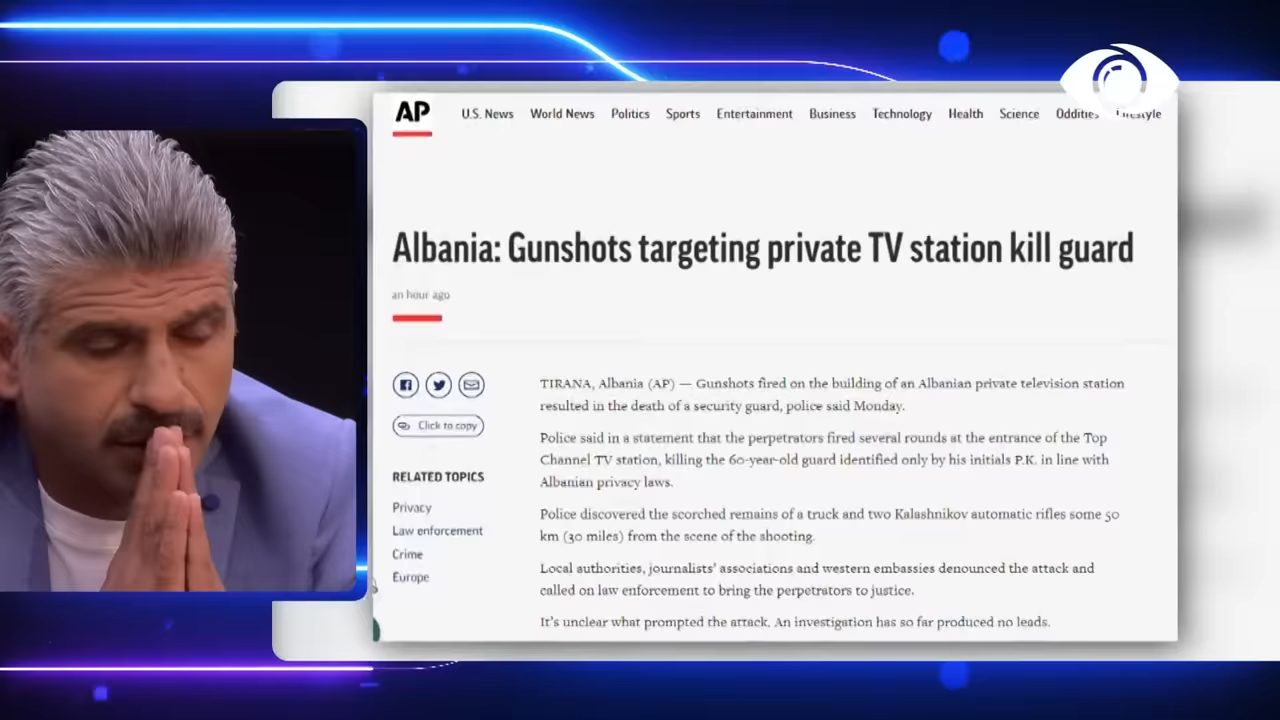 AP
U.S. News World News Politics Sports Entertainment Business Technology Health Science Oddities Lifestyle
Albania: Gunshots targeting private TV station kill guard
an hour ago
Click to copy
RELATED TOPICS
Privacy
Law enforcement
Crime
Europe
TIRANA, Albania (AP) — Gunshots fired on the building of an Albanian private television station
resulted in the death of a security guard, police said Monday.
Police said in a statement that the perpetrators fired several rounds at the entrance of the Top
Channel TV station, killing the 60-year-old guard identified only by his initials P.K. in line with
Albanian privacy laws.
Police discovered the scorched remains of a truck and two Kalashnikov automatic rifles some 50
km (30 miles) from the scene of the shooting.
Local authorities, journalists' associations and western embassies denounced the attack and
called on law enforcement to bring the perpetrators to justice.
It's unclear what prompted the attack. An investigation has so far produced no leads.